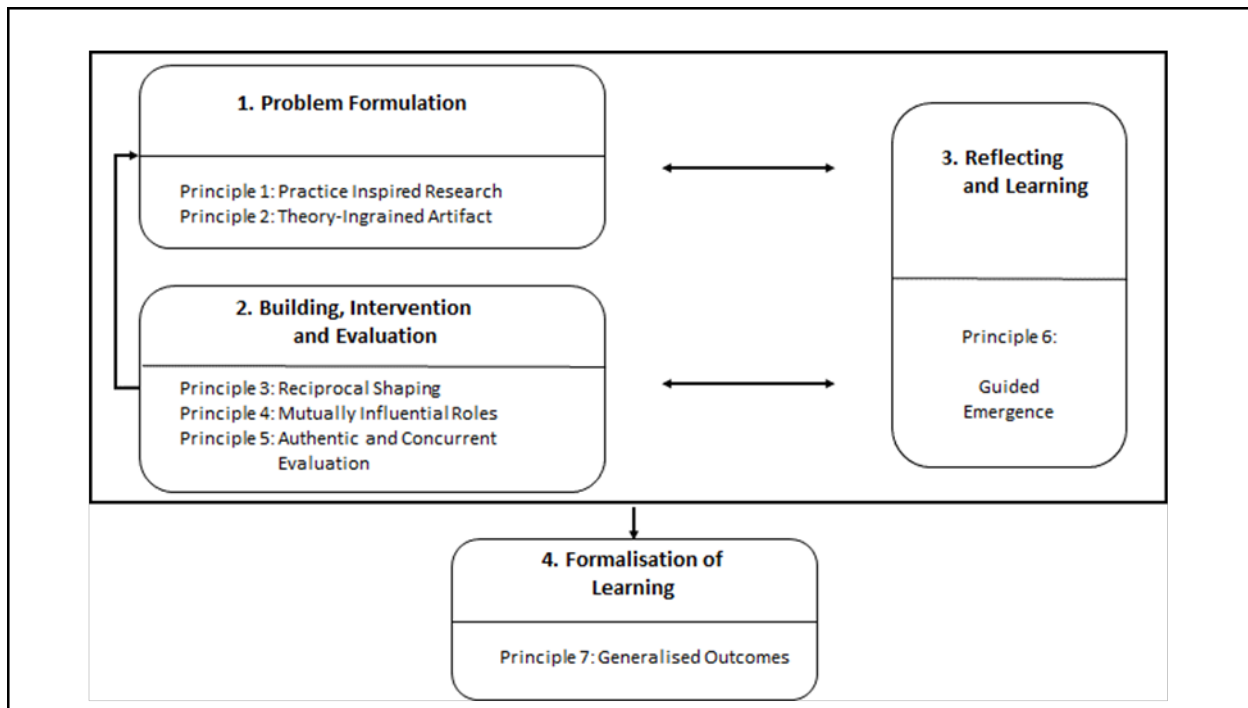 1. Problem Formulation
Principle 1: Practice Inspired Research
Principle 2: Theory-Ingrained Artifact
2. Building, Intervention
and Evaluation
Principle 3: Reciprocal Shaping
Principle 4: Mutually Influential Roles
Principle 5: Authentic and Concurrent
Evaluation
3. Reflecting
and Learning
Principle 6:
Guided
Emergence
4. Formalisation of
Learning
Principle 7: Generalised Outcomes